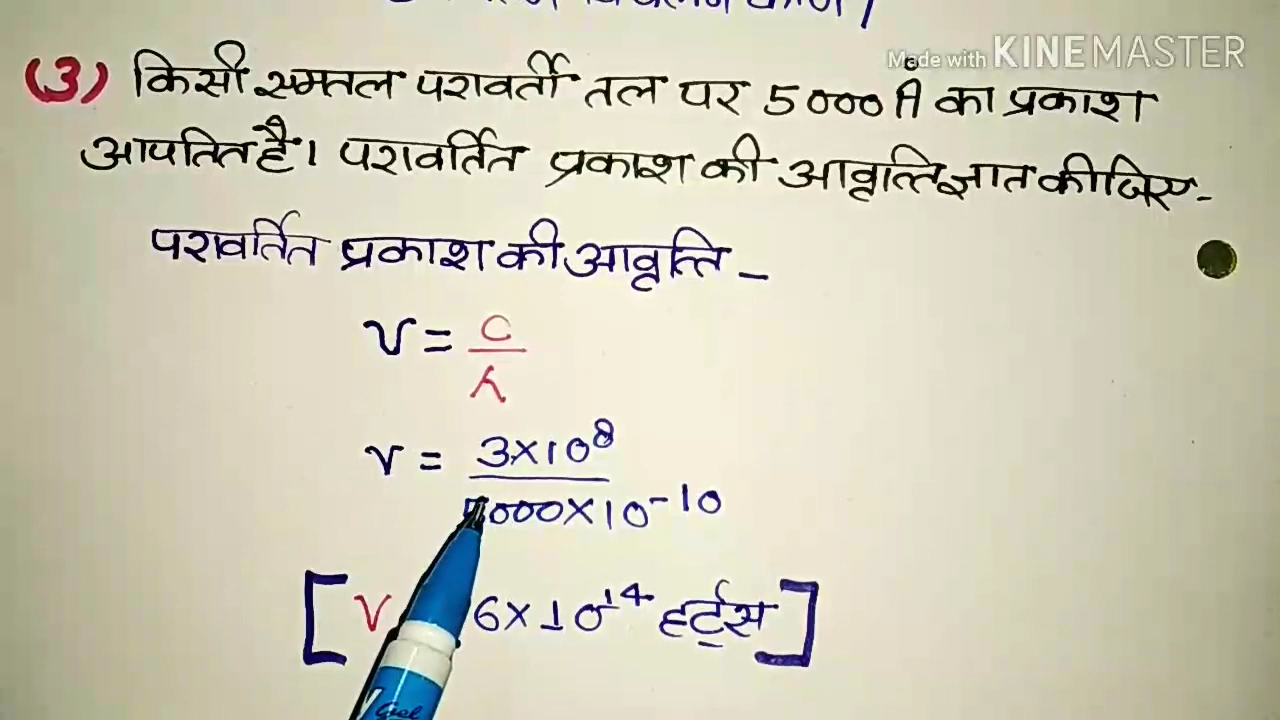 Made with KINEMASTER
(3) किसी समतल परावर्ती तल पर 5000Å का प्रकाश
आपतित है। परावर्तित प्रकाश की आवृत्ति ज्ञात कीजिए-
परावर्तित प्रकाश की आवृत्ति -
ν = c/λ
ν = 3×10⁸
000×10⁻¹⁰
[ν 6×10¹⁴ हर्ट्स]
Giel